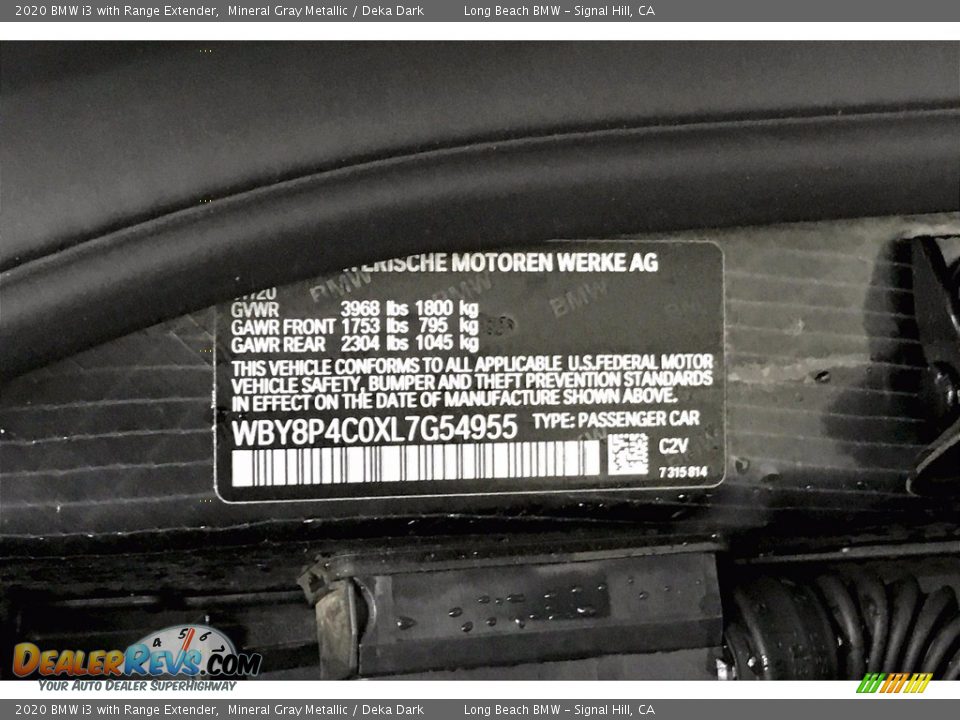 2020 BMW i3 with Range Extender, Mineral Gray Metallic / Deka Dark Long Beach BMW – Signal Hill, CA
MOTOREN WERKE AG
GVWR 3968 lbs 1800 kg
GAWR FRONT 1753 lbs 795 kg
GAWR REAR 2304 lbs 1045 kg
THIS VEHICLE CONFORMS TO ALL APPLICABLE U.S.FEDERAL MOTOR
VEHICLE SAFETY, BUMPER AND THEFT PREVENTION STANDARDS
IN EFFECT ON THE DATE OF MANUFACTURE SHOWN ABOVE.
WBY8P4C0XL7G54955 TYPE: PASSENGER CAR
C2V
7 315 814
4 5 6
DEALERREVS.COM
YOUR AUTO DEALER SUPERHIGHWAY
2020 BMW i3 with Range Extender, Mineral Gray Metallic / Deka Dark Long Beach BMW – Signal Hill, CA